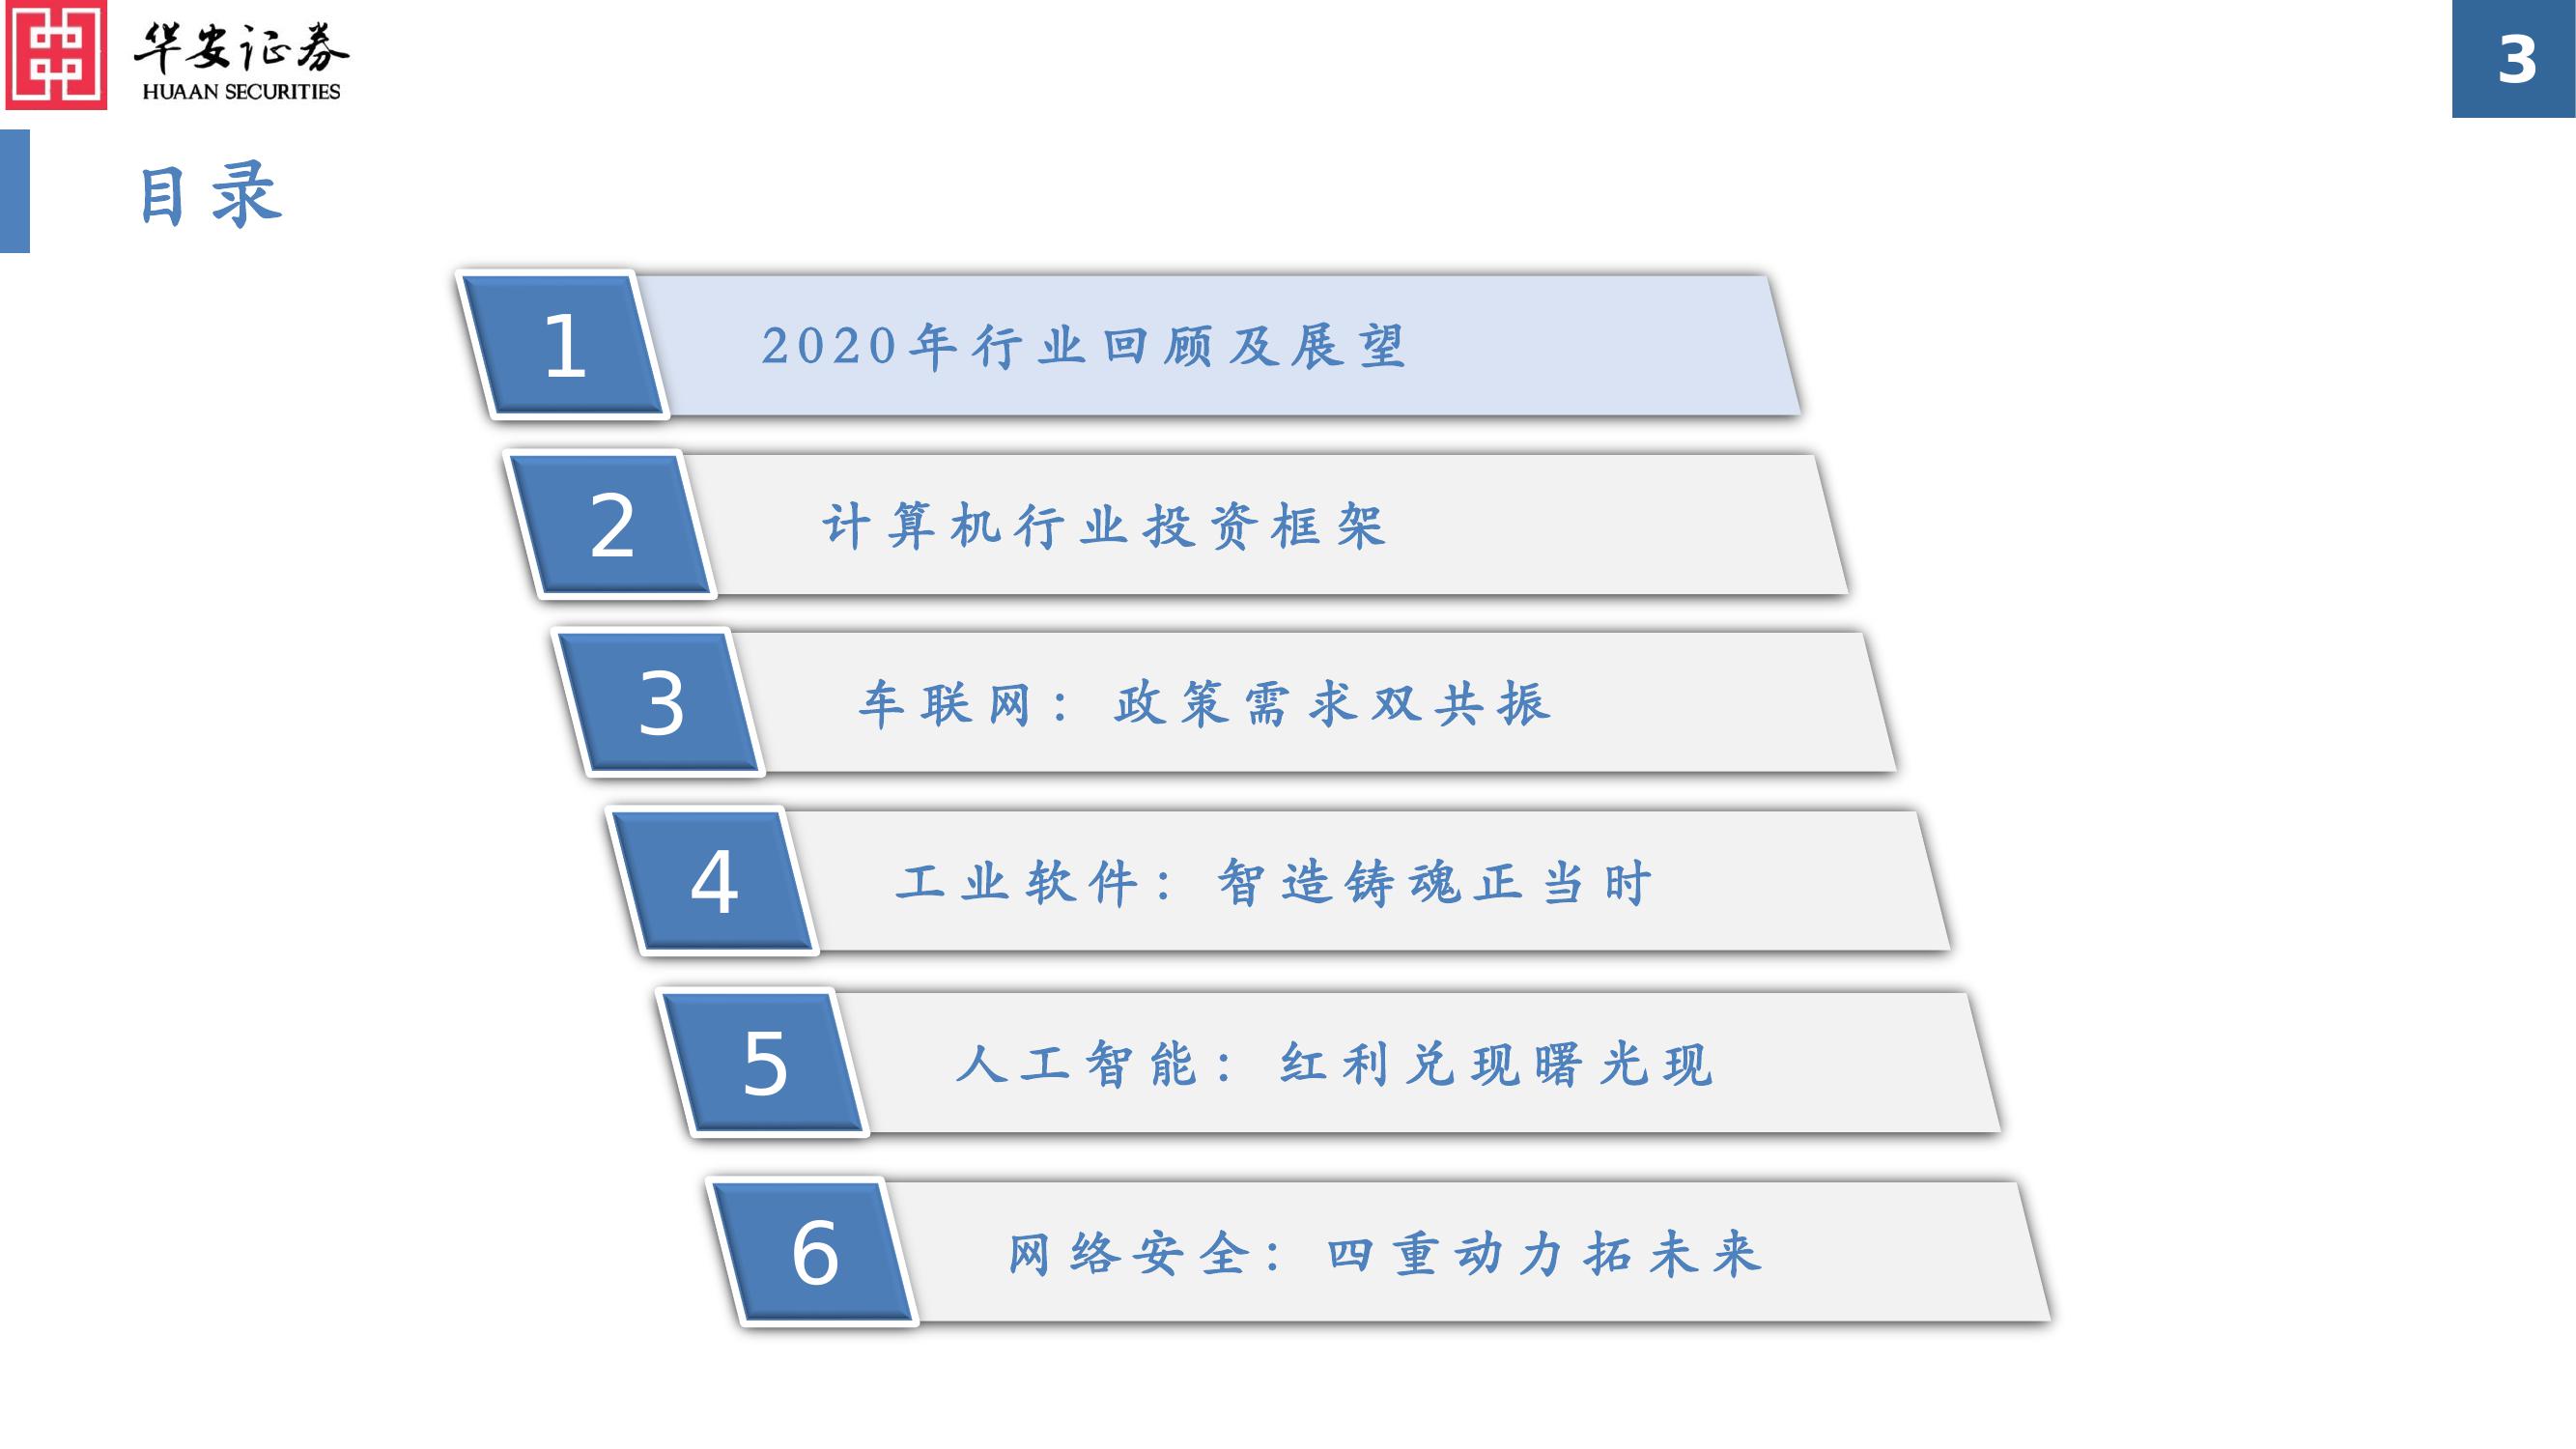 华安证券
HUAAN SECURITIES
3
目录
1 2020年行业回顾及展望
2 计算机行业投资框架
3 车联网：政策需求双共振
4 工业软件：智造铸魂正当时
5 人工智能：红利兑现曙光现
6 网络安全：四重动力拓未来